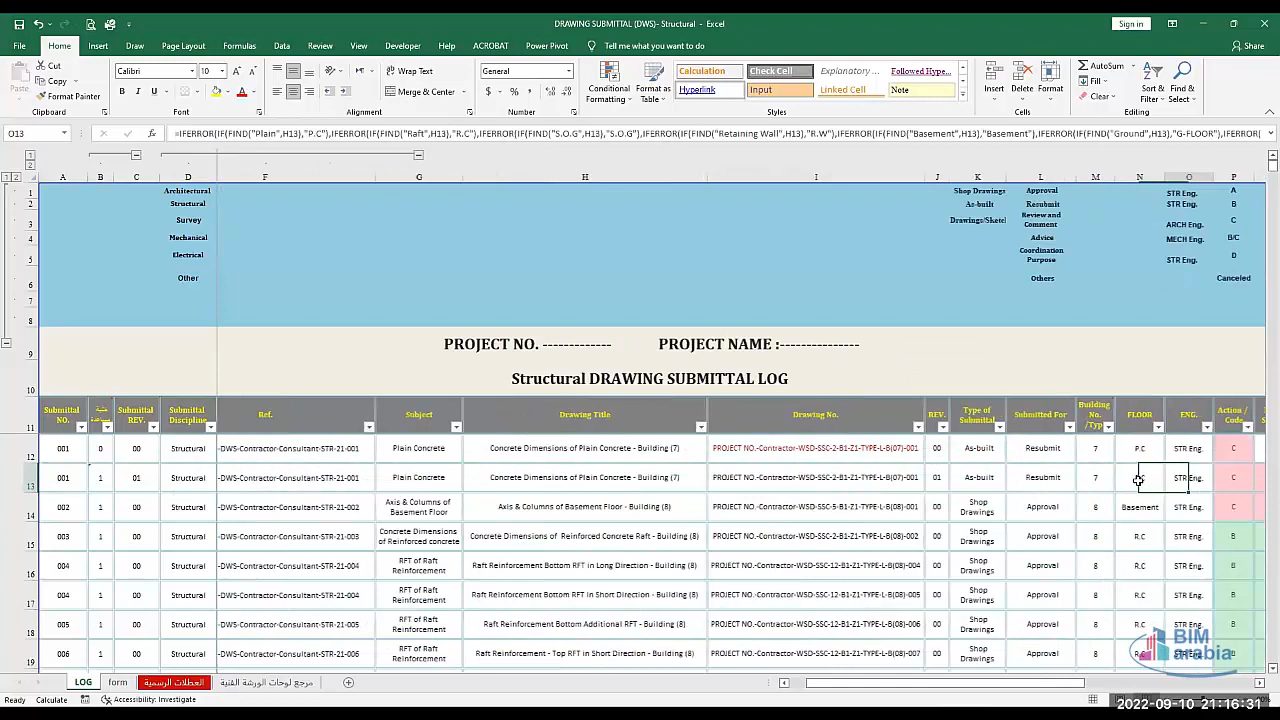 DRAWING SUBMITTAL (DWS)- Structural - Excel
Sign in
File Home Insert Draw Page Layout Formulas Data Review View Developer Help ACROBAT Power Pivot Tell me what you want to do Share
Paste Cut Copy Format Painter
Calibri 10
Wrap Text Merge & Center
General
Conditional Formatting Format as Table
Calculation Check Cell Explanatory ... Followed Hype...
Hyperlink Input Linked Cell Note
Insert Delete Format
AutoSum Fill Clear
Sort & Filter Find & Select
Clipboard Font Alignment Number Styles Cells Editing
O13 =IFERROR(IF(FIND("Plain",H13),"P.C"),IFERROR(IF(FIND("Raft",H13),"R.C"),IFERROR(IF(FIND("S.O.G",H13),"S.O.G"),IFERROR(IF(FIND("Retaining Wall",H13),"R.W"),IFERROR(IF(FIND("Basement",H13),"Basement"),IFERROR(IF(FIND("Ground",H13),"G-FLOOR"),IFERROR(
A B C D F G H I J K L M N O P
1 Architectural Shop Drawings Approval STR Eng. A
2 Structural As-built Resubmit STR Eng. B
3 Survey Drawings/Sketc Review and Comment ARCH Eng. C
4 Mechanical Advice MECH Eng. B/C
5 Electrical Coordination Purpose STR Eng. D
6 Other Others Canceled
7
8
9 PROJECT NO. ------------- PROJECT NAME :---------------
10 Structural DRAWING SUBMITTAL LOG
11 Submittal NO. Submittal REV. Submittal Discipline Ref. Subject Drawing Title Drawing No. REV. Type of Submittal Submitted For Building No. /Typ FLOOR ENG. Action / Code
12 001 0 00 Structural -DWS-Contractor-Consultant-STR-21-001 Plain Concrete Concrete Dimensions of Plain Concrete - Building (7) PROJECT NO.-Contractor-WSD-SSC-2-B1-Z1-TYPE-L-B(07)-001 00 As-built Resubmit 7 P.C STR Eng. C
13 001 1 01 Structural -DWS-Contractor-Consultant-STR-21-001 Plain Concrete Concrete Dimensions of Plain Concrete - Building (7) PROJECT NO.-Contractor-WSD-SSC-2-B1-Z1-TYPE-L-B(07)-001 01 As-built Resubmit 7 STR Eng. C
14 002 1 00 Structural -DWS-Contractor-Consultant-STR-21-002 Axis & Columns of Basement Floor Axis & Columns of Basement Floor - Building (8) PROJECT NO.-Contractor-WSD-SSC-5-B1-Z1-TYPE-L-B(08)-001 00 Shop Drawings Approval 8 Basement STR Eng. C
15 003 1 00 Structural -DWS-Contractor-Consultant-STR-21-003 Concrete Dimensions of Reinforced concrete Concrete Dimensions of Reinforced Concrete Raft - Building (8) PROJECT NO.-Contractor-WSD-SSC-2-B1-Z1-TYPE-L-B(08)-002 00 Shop Drawings Approval 8 R.C STR Eng. B
16 004 1 00 Structural -DWS-Contractor-Consultant-STR-21-004 RFT of Raft Reinforcement Raft Reinforcement Bottom RFT in Long Direction - Building (8) PROJECT NO.-Contractor-WSD-SSC-12-B1-Z1-TYPE-L-B(08)-004 00 Shop Drawings Approval 8 R.C STR Eng. B
17 004 1 00 Structural -DWS-Contractor-Consultant-STR-21-004 RFT of Raft Reinforcement Raft Reinforcement Bottom RFT in Short Direction - Building (8) PROJECT NO.-Contractor-WSD-SSC-12-B1-Z1-TYPE-L-B(08)-005 00 Shop Drawings Approval 8 R.C STR Eng. B
18 005 1 00 Structural -DWS-Contractor-Consultant-STR-21-005 RFT of Raft Reinforcement Raft Reinforcement Bottom Additional RFT - Building (8) PROJECT NO.-Contractor-WSD-SSC-12-B1-Z1-TYPE-L-B(08)-006 00 Shop Drawings Approval 8 R.C STR Eng. B
19 006 1 00 Structural -DWS-Contractor-Consultant-STR-21-006 RFT of Raft Reinforcement Raft Reinforcement - Top RFT in Short Direction - Building (8) PROJECT NO.-Contractor-WSD-SSC-12-B1-Z1-TYPE-L-B(08)-007 00 Shop Drawings Approval 8 R.C STR Eng.
BIM arabia
LOG form العطلات الرسمية مرجع لوحات الورشة الفنية
Ready Calculate Accessibility: Investigate
2022-09-10 21:16:31